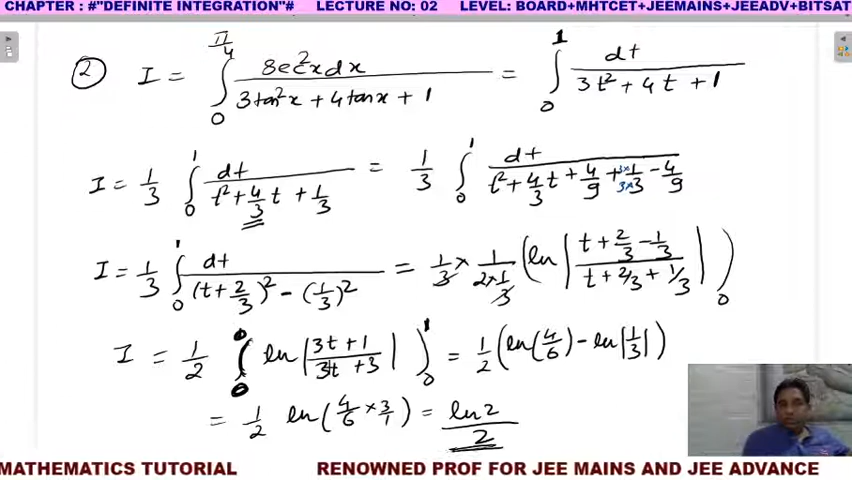 CHAPTER : #"DEFINITE INTEGRATION"# LECTURE NO: 02 LEVEL: BOARD+MHTCET+JEEMAINS+JEEADV+BITSAT
② I = ∫₀^{π/4} sec²x dx / (3tan²x + 4tanx + 1) = ∫₀¹ dt / (3t² + 4t + 1)
I = 1/3 ∫₀¹ dt / (t² + 4/3 t + 1/3) = 1/3 ∫₀¹ dt / (t² + 4/3 t + 4/9 + 3×1/3×3 - 4/9)
I = 1/3 ∫₀¹ dt / ((t + 2/3)² - (1/3)²) = 1/3 × 1/(2×1/3) (ln |(t + 2/3 - 1/3)/(t + 2/3 + 1/3)|)₀
I = 1/2 ( ln |(3t + 1)/(3t + 3)| )₀¹ = 1/2 (ln(4/6) - ln|1/3|)
= 1/2 ln(4/6 × 3/1) = ln2/2
MATHEMATICS TUTORIAL RENOWNED PROF FOR JEE MAINS AND JEE ADVANCE